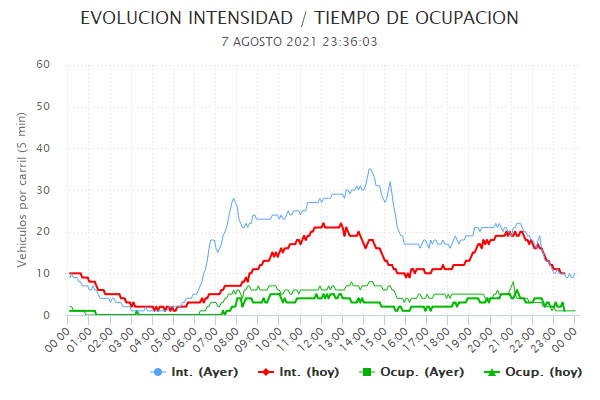 EVOLUCION INTENSIDAD / TIEMPO DE OCUPACION
7 AGOSTO 2021 23:36:03
Vehiculos por carril (5 min)
60
50
40
30
20
10
0
00:00 01:00 02:00 03:00 04:00 05:00 06:00 07:00 08:00 09:00 10:00 11:00 12:00 13:00 14:00 15:00 16:00 17:00 18:00 19:00 20:00 21:00 22:00 23:00 00:00
Int. (Ayer) Int. (hoy) Ocup. (Ayer) Ocup. (hoy)